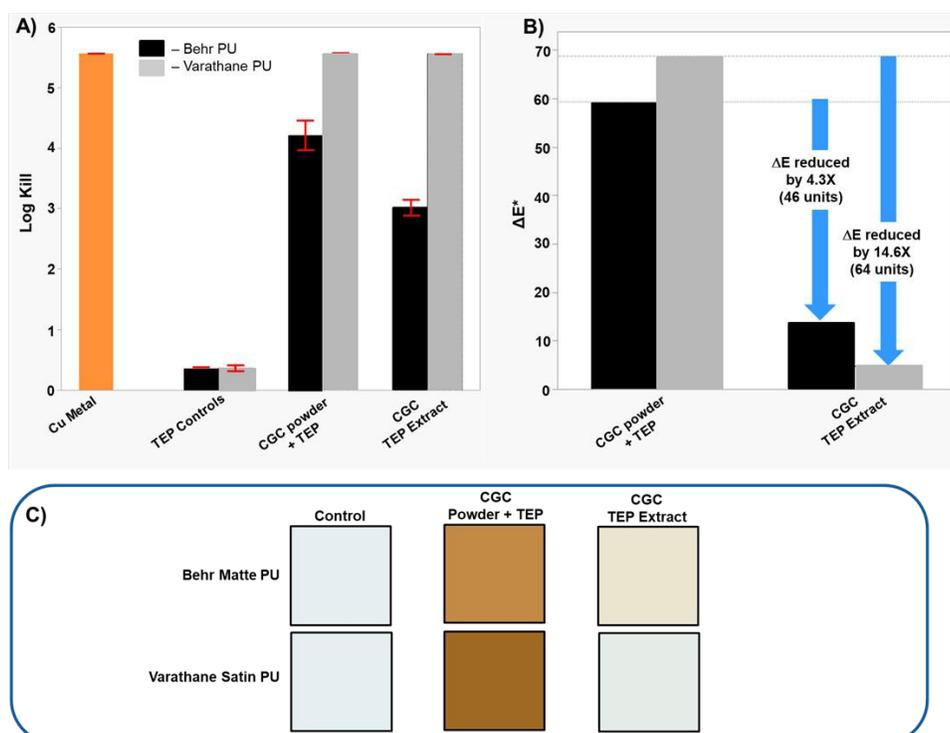 A)
6
5
4
3
2
1
0
Log Kill
– Behr PU
– Varathane PU
Cu Metal
TEP Controls
CGC powder
+ TEP
CGC
TEP Extract
B)
70
60
50
40
30
20
10
0
ΔE*
ΔE reduced
by 4.3X
(46 units)
ΔE reduced
by 14.6X
(64 units)
CGC powder
+ TEP
CGC
TEP Extract
C)
Control
CGC
Powder + TEP
CGC
TEP Extract
Behr Matte PU
Varathane Satin PU